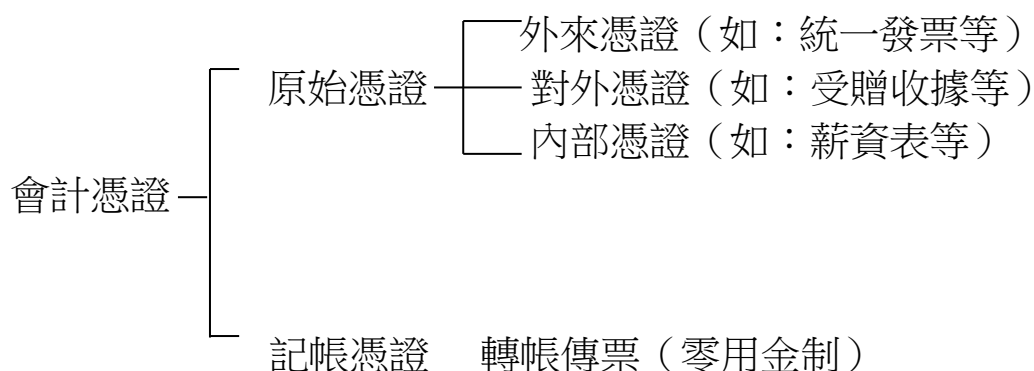 外來憑證（如：統一發票等）
原始憑證 對外憑證（如：受贈收據等）
內部憑證（如：薪資表等）
會計憑證
記帳憑證 轉帳傳票（零用金制）